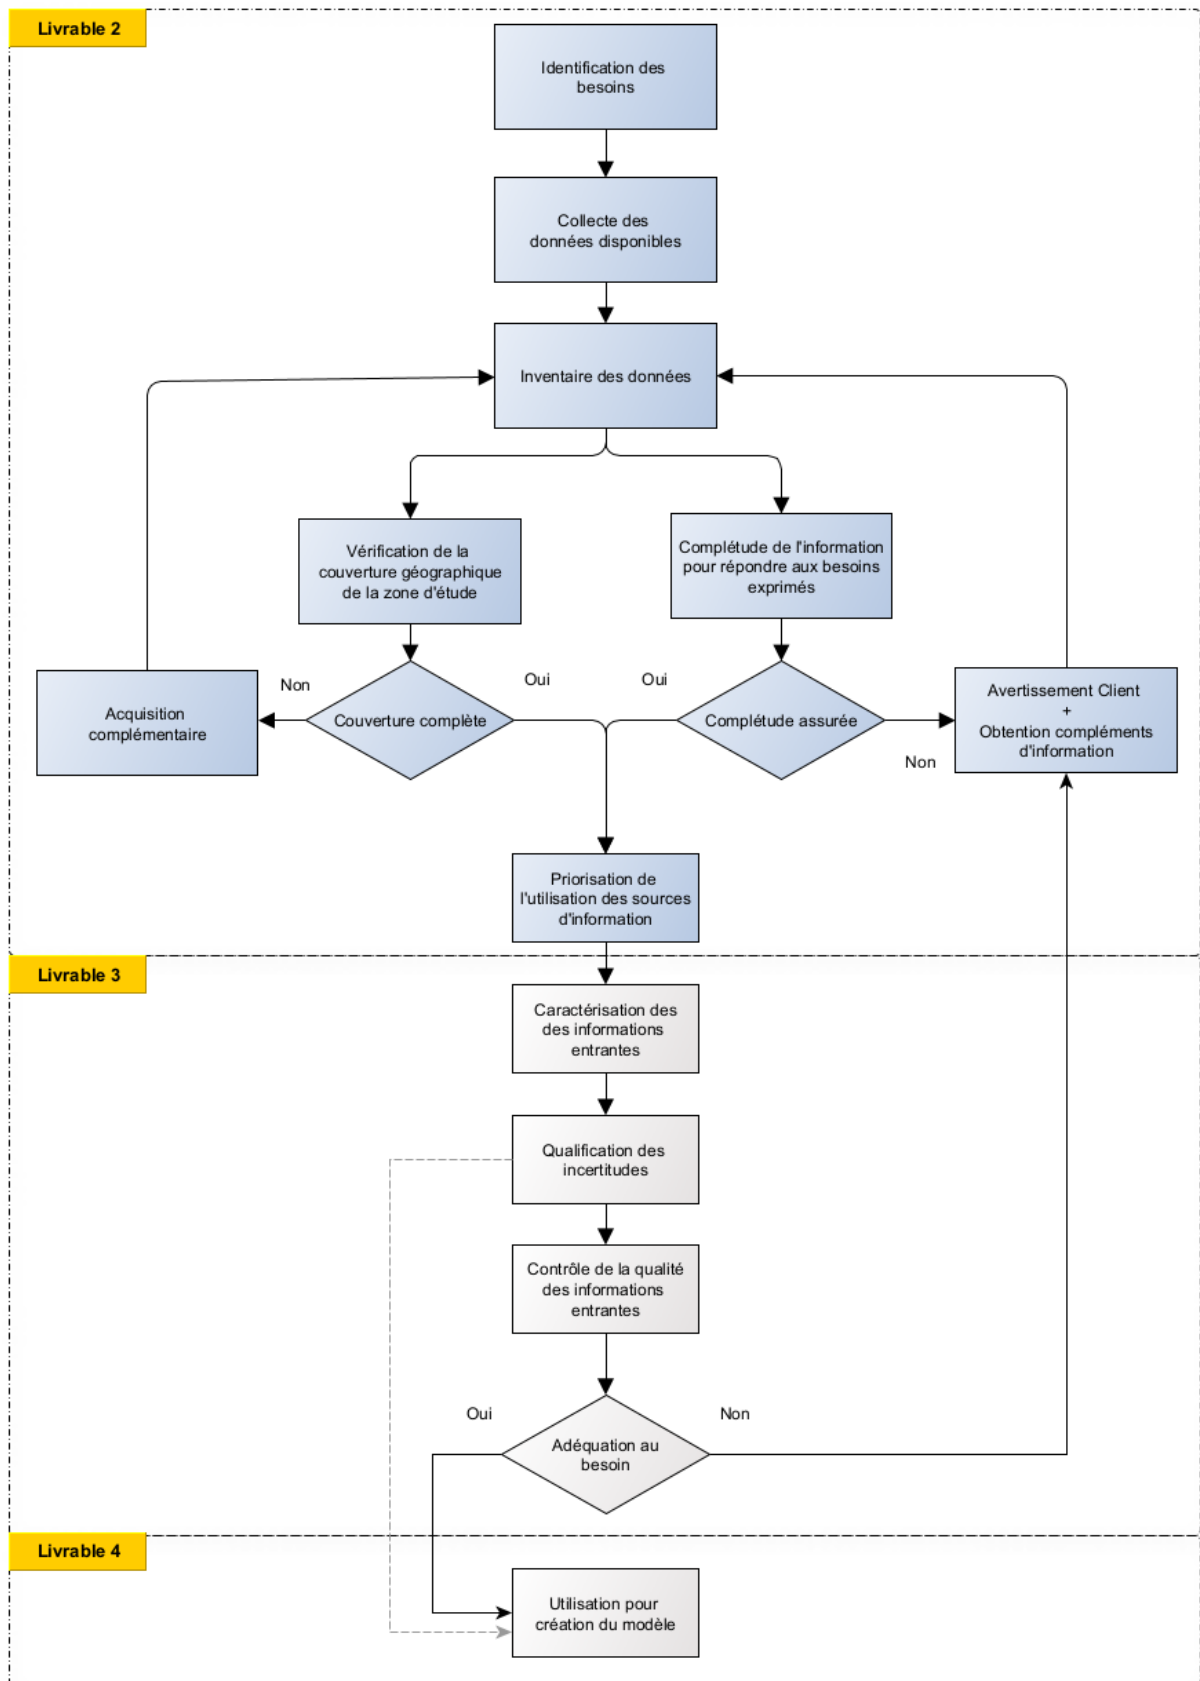 Livrable 2
Identification des
besoins
Collecte des
données disponibles
Inventaire des données
Vérification de la
couverture géographique
de la zone d'étude
Complétude de l'information
pour répondre aux besoins
exprimés
Acquisition
complémentaire
Non
Couverture complète
Oui
Oui
Complétude assurée
Non
Avertissement Client
+
Obtention compléments
d'information
Priorisation de
l'utilisation des sources
d'information
Livrable 3
Caractérisation des
des informations
entrantes
Qualification des
incertitudes
Contrôle de la qualité
des informations
entrantes
Oui
Non
Adéquation au
besoin
Livrable 4
Utilisation pour
création du modèle